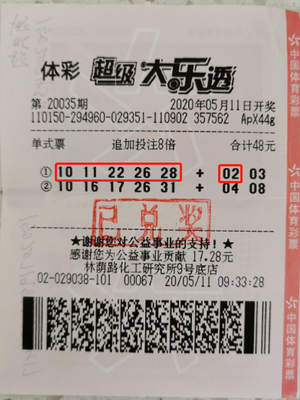 体彩 超级大乐透
第 20035期 2020年05月11日开奖
110150-294960-029351-110902 357562 ApX44g
单式票 追加投注8倍 合计48元
① 10 11 22 26 28 + 02 03
② 10 16 17 26 31 + 04 08
已兑奖
★感谢您对公益事业的支持！★
感谢您为公益事业贡献 17.28元
林荫路化工研究所9号底店
02-029038-101 00067 20/05/11 09:33:28
中国体育彩票
中国体育彩票